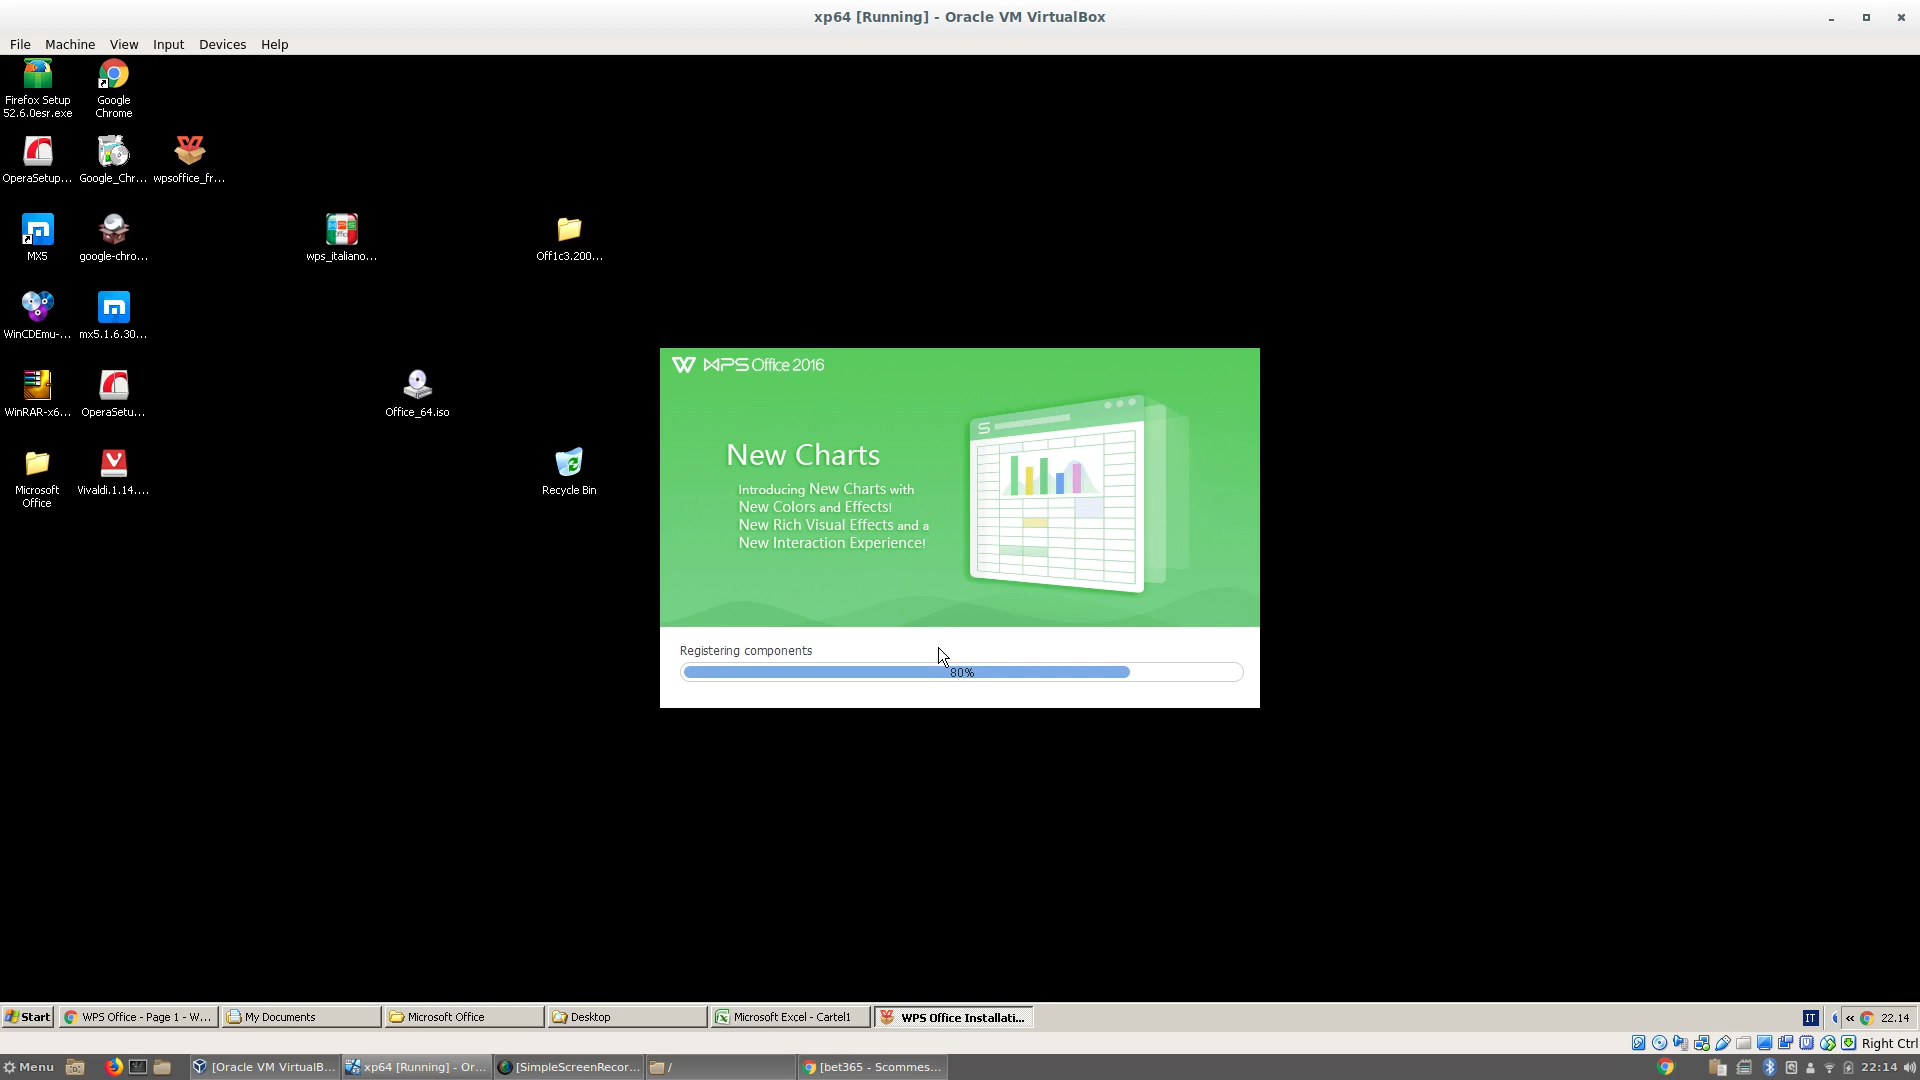 xp64 [Running] - Oracle VM VirtualBox
File Machine View Input Devices Help
Firefox Setup
52.6.0esr.exe
Google
Chrome
OperaSetup...
Google_Chr...
wpsoffice_fr...
MX5
google-chro...
wps_italiano...
Off1c3.200...
WinCDEmu-...
mx5.1.6.30...
WinRAR-x6...
OperaSetu...
Office_64.iso
Microsoft
Office
Vivaldi.1.14....
Recycle Bin
WPS Office 2016
New Charts
Introducing New Charts with
New Colors and Effects!
New Rich Visual Effects and a
New Interaction Experience!
Registering components
80%
Start
WPS Office - Page 1 - W...
My Documents
Microsoft Office
Desktop
Microsoft Excel - Cartel1
WPS Office Installati...
IT
«
22.14
Right Ctrl
Menu
[Oracle VM VirtualB...
xp64 [Running] - Or...
[SimpleScreenRecor...
/
[bet365 - Scommes...
22:14